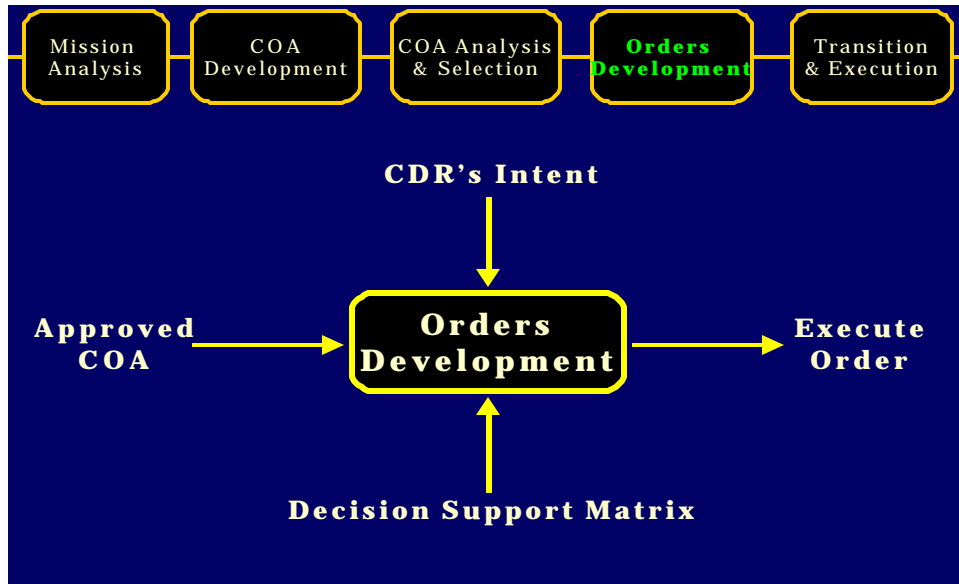 Mission
Analysis
COA
Development
COA Analysis
& Selection
Orders
Development
Transition
& Execution
CDR's Intent
Approved
COA
Orders
Development
Execute
Order
Decision Support Matrix